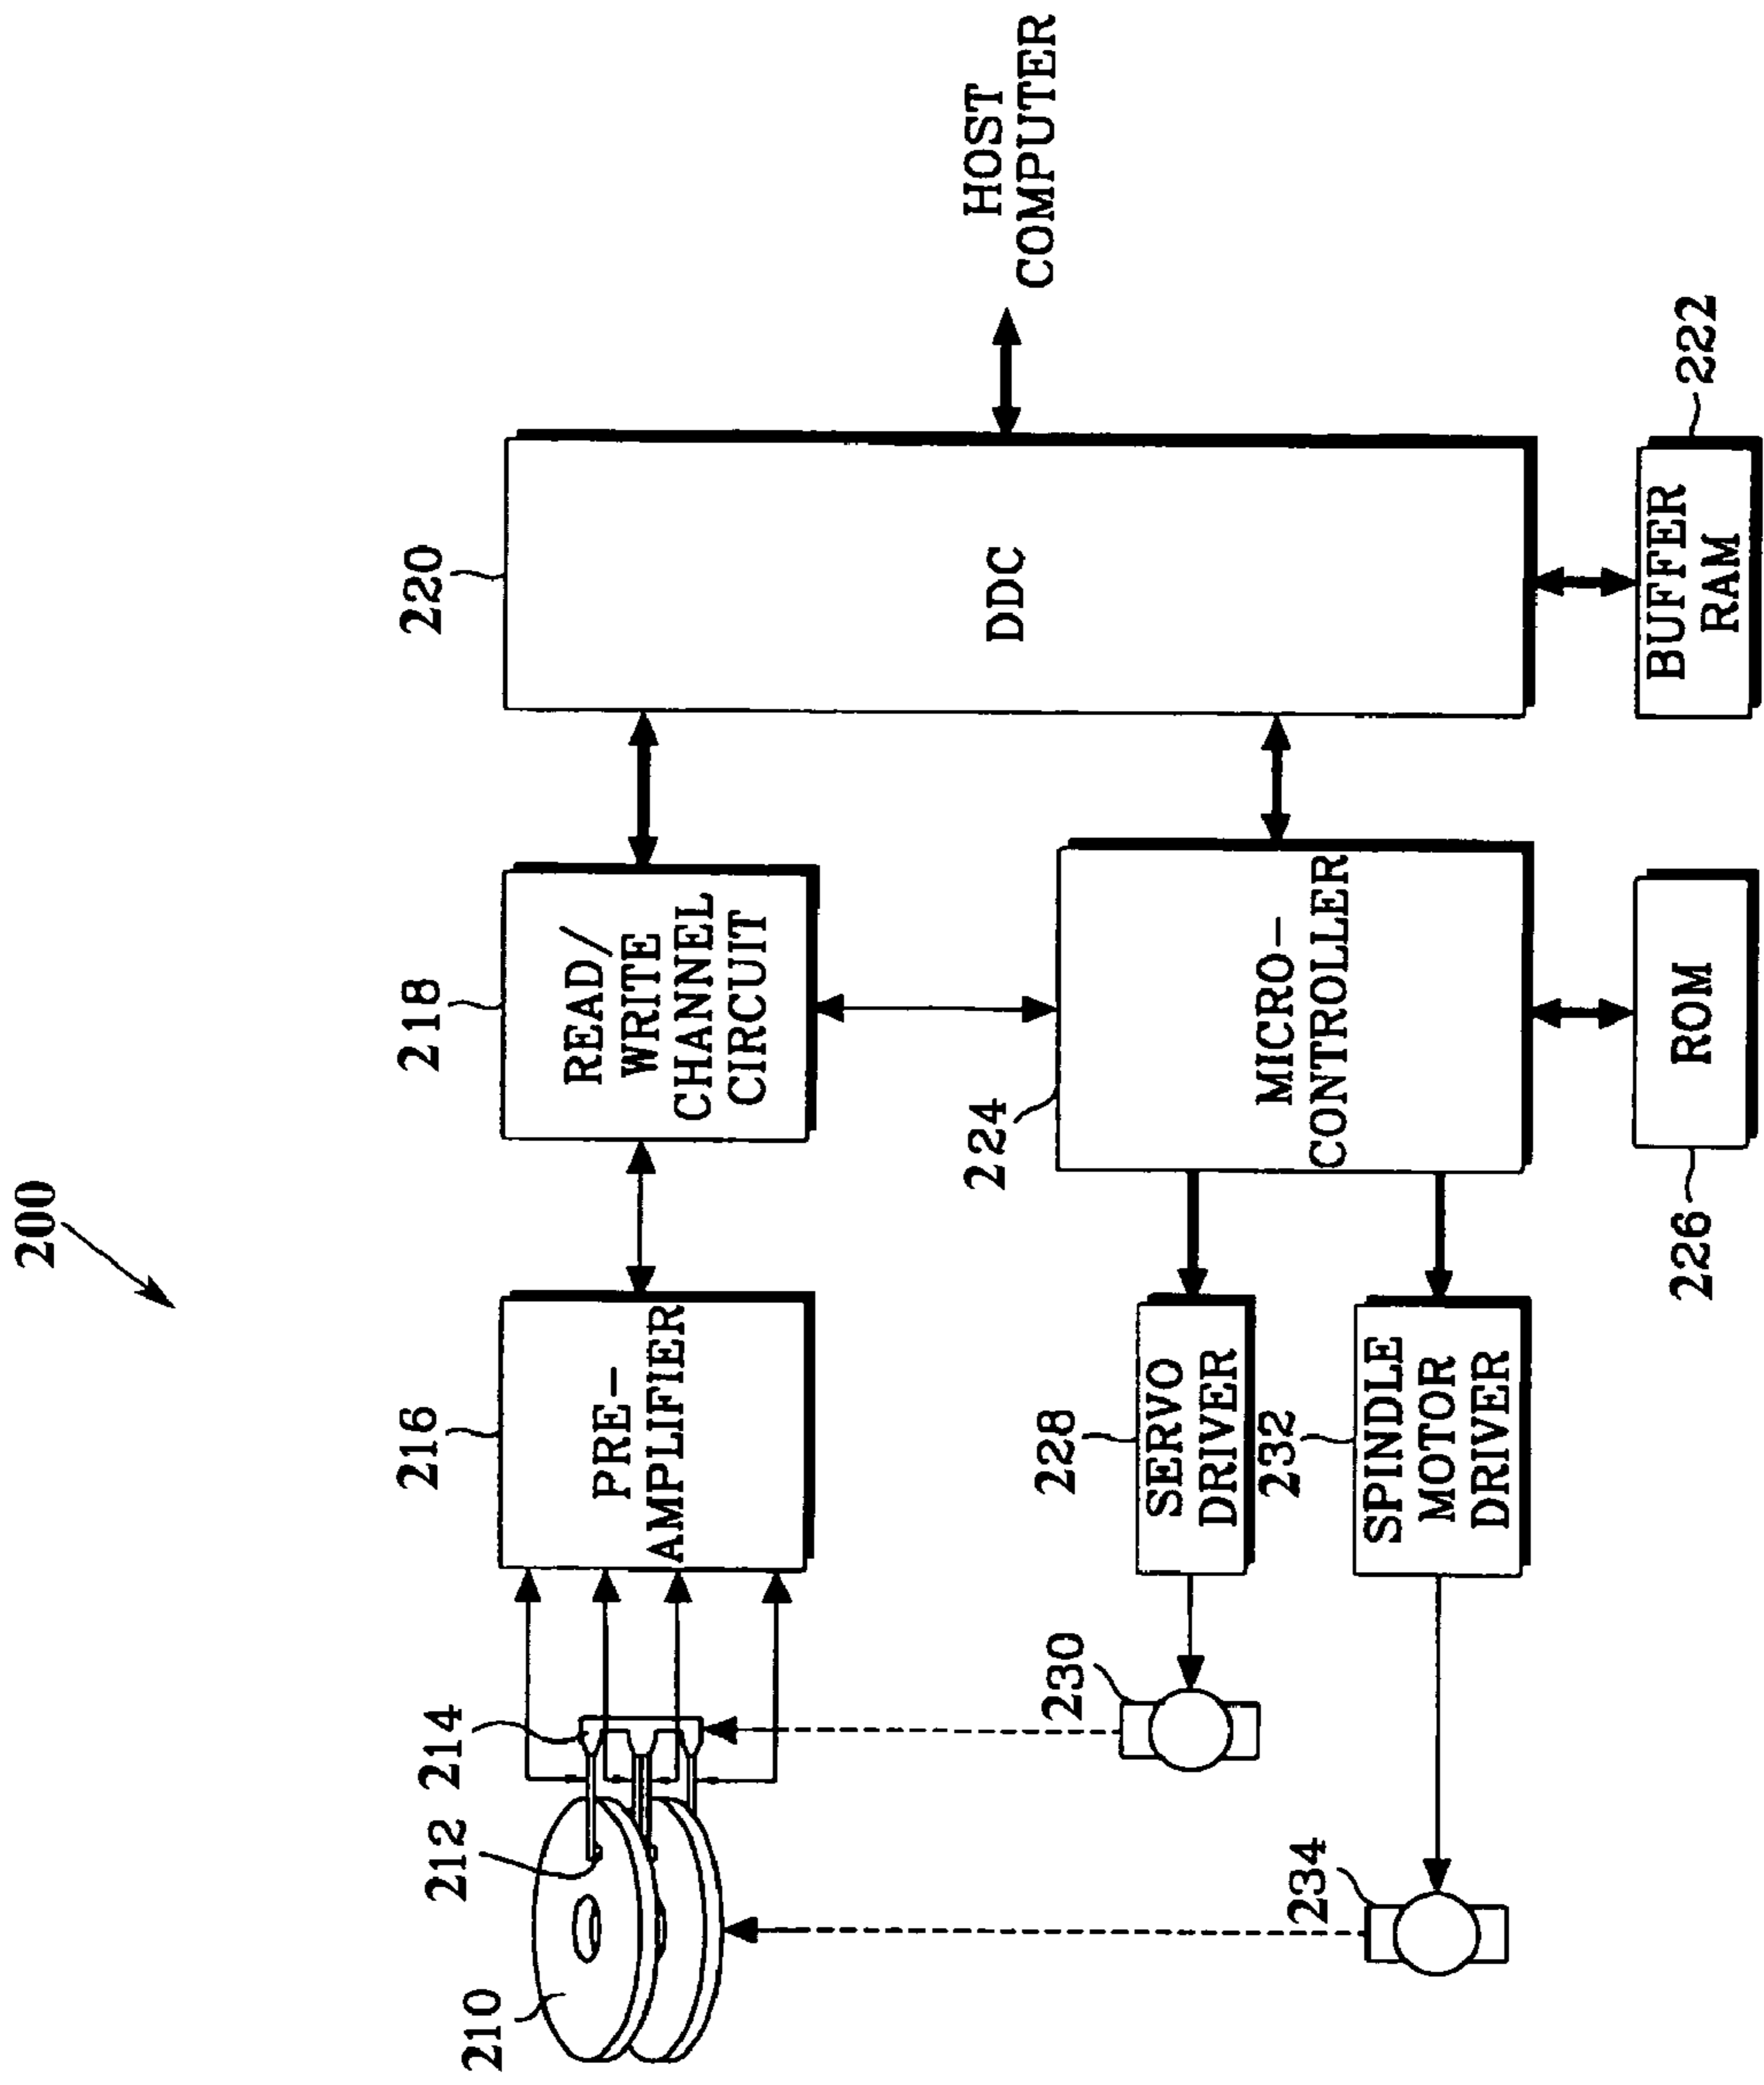 200
210
212
214
216
PRE-
AMPLIFIER
218
READ/
WRITE
CHANNEL
CIRCUIT
220
DDC
HOST
COMPUTER
230
228
SERVO
DRIVER
224
MICRO-
CONTROLLER
234
232
SPINDLE
MOTOR
DRIVER
226
ROM
BUFFER
RAM
222